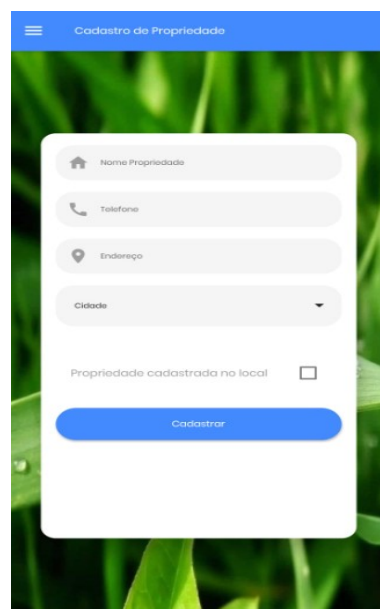 Cadastro de Propriedade
Nome Propriedade
Telefone
Endereço
Cidade
Propriedade cadastrada no local
Cadastrar